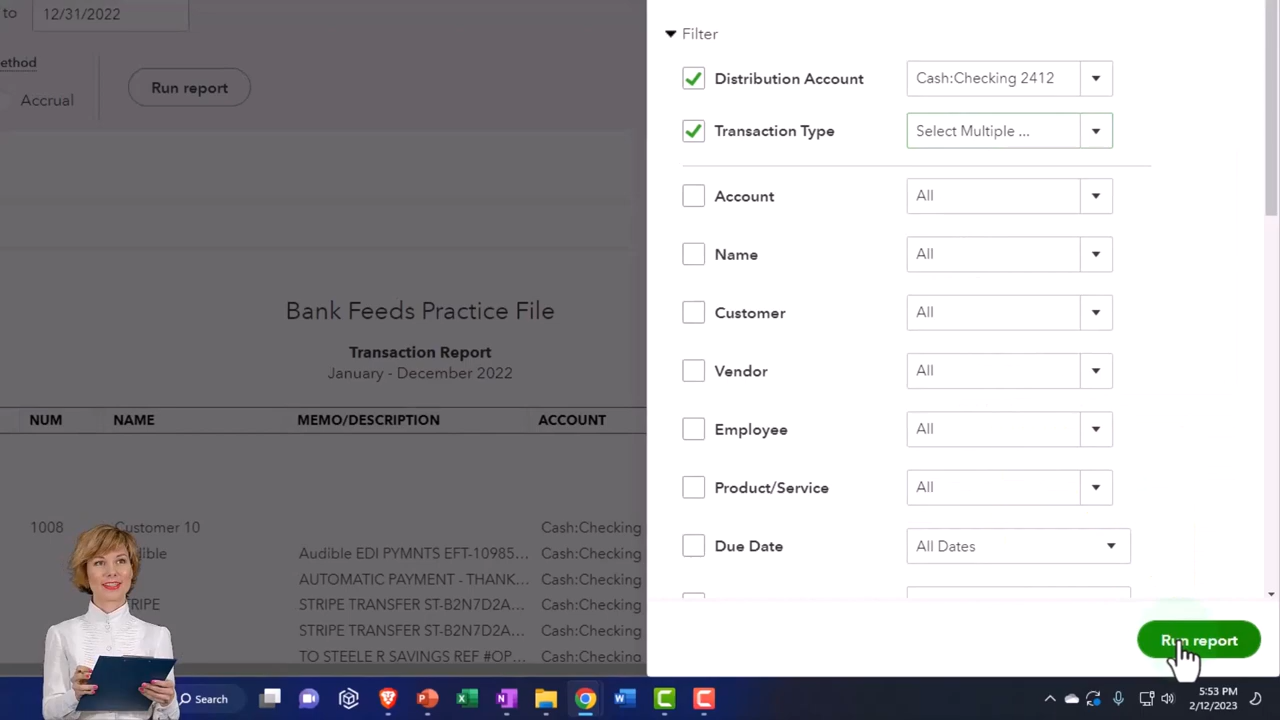 to 12/31/2022
ethod
Accrual
Run report
Bank Feeds Practice File
Transaction Report
January - December 2022
NUM NAME MEMO/DESCRIPTION ACCOUNT
1008 Customer 10 Cash:Checking
Audible EDI PYMNTS EFT-10985... Cash:Checking
AUTOMATIC PAYMENT - THANK... Cash:Checking
STRIPE TRANSFER ST-B2N7D2A... Cash:Checking
STRIPE TRANSFER ST-B2N7D2A... Cash:Checking
TO STEELE R SAVINGS REF #OP... Cash:Checking
Filter
Distribution Account Cash:Checking 2412
Transaction Type Select Multiple ...
Account All
Name All
Customer All
Vendor All
Employee All
Product/Service All
Due Date All Dates
Run report
Search
5:53 PM
2/12/2023